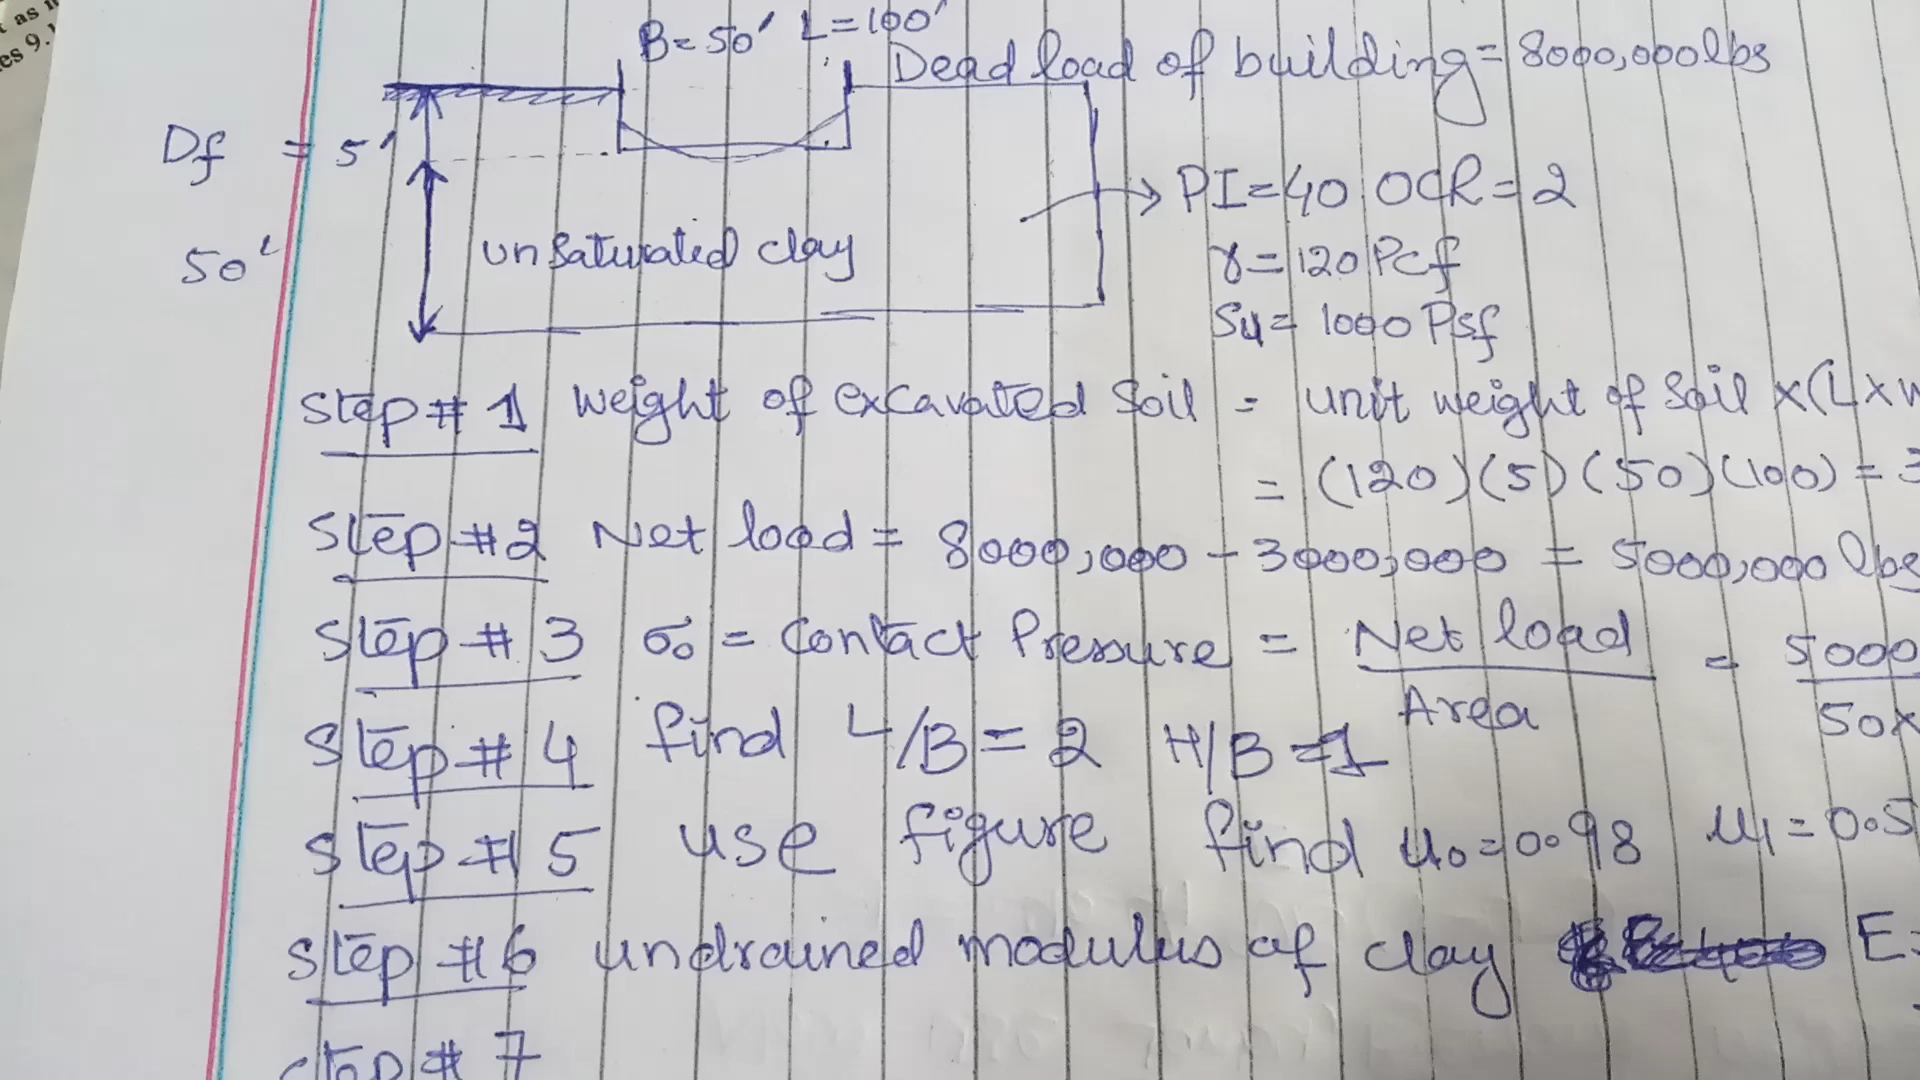 es 9.
B = 50' L = 100'
Dead load of building = 8000,000 lbs
Df = 5'
PI = 40 OCR = 2
50'
unsaturated clay
γ = 120 Pcf
Su = 1000 Psf
Step # 1 weight of excavated Soil = unit weight of Soil x (L x w
= (120)(5)(50)(100) = 3
Step #2 Net load = 8000,000 - 3000,000 = 5000,000 lbs
Step # 3 σo = Contact Pressure = Net load / Area = 5000 / 50x
Step # 4 find L/B = 2 H/B = 1
Step # 5 use figure find μo = 0.98 μ1 = 0.5
Step #6 undrained modulus of clay E =
Step # 7